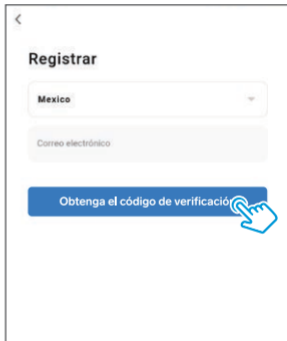 Registrar
Mexico
Correo electrónico
Obtenga el código de verificació